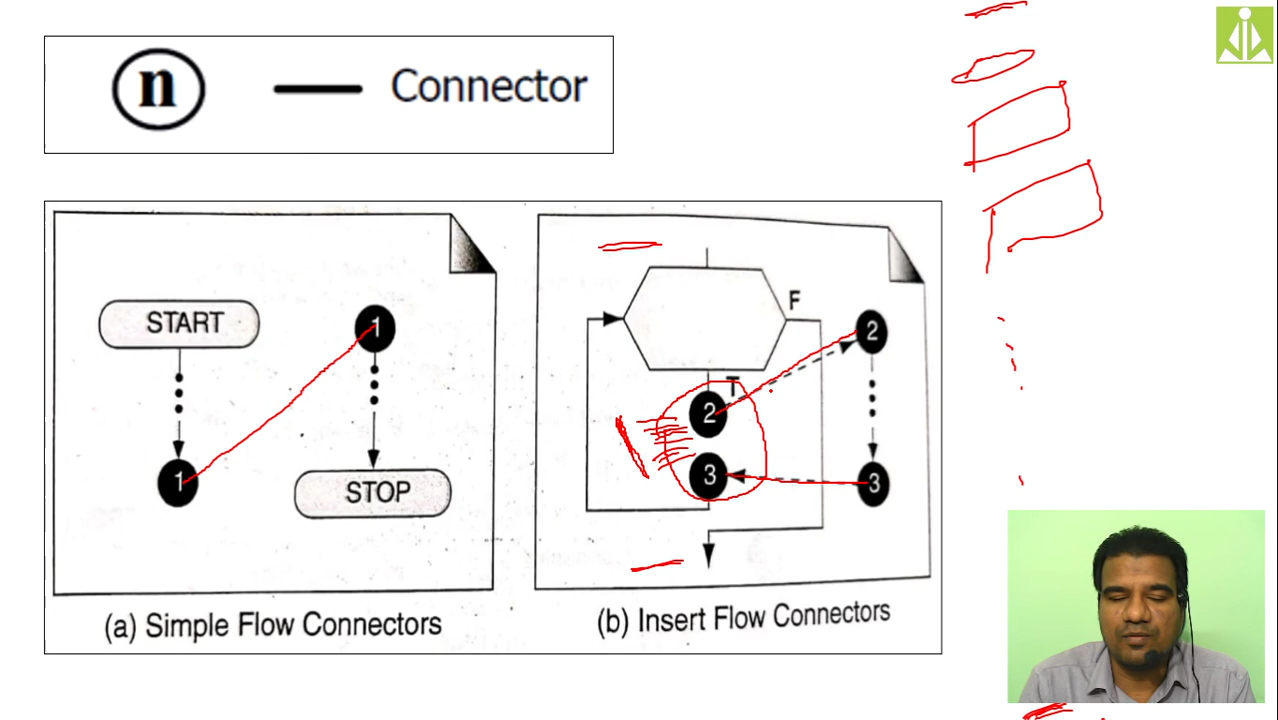 n Connector
START
1
1
STOP
(a) Simple Flow Connectors
F
T
2
2
3
3
(b) Insert Flow Connectors